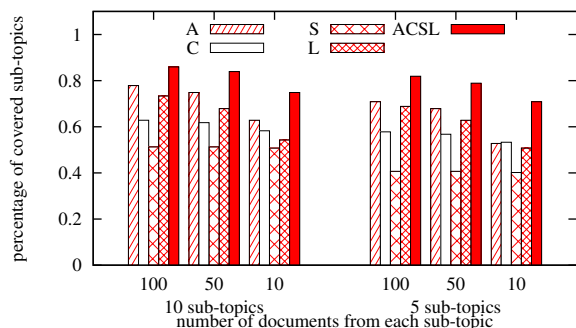 A S ACSL
C L
percentage of covered sub-topics
1
0.8
0.6
0.4
0.2
0
100 50 10 100 50 10
10 sub-topics 5 sub-topics
number of documents from each sub-topic